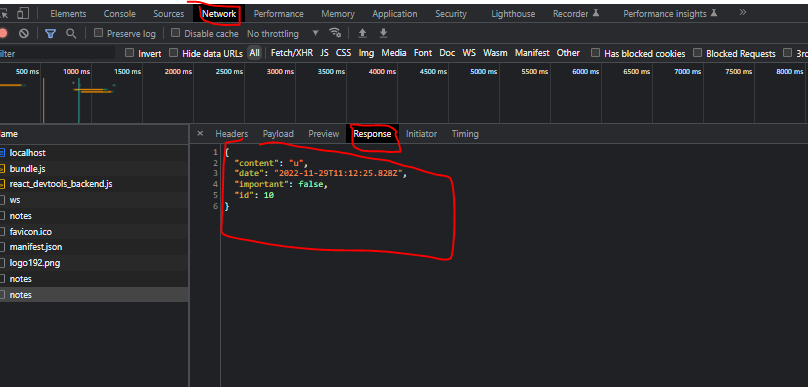 Elements Console Sources Network Performance Memory Application Security Lighthouse Recorder Performance insights »
Preserve log Disable cache No throttling
Filter Invert Hide data URLs All Fetch/XHR JS CSS Img Media Font Doc WS Wasm Manifest Other Has blocked cookies Blocked Requests 3rd
500 ms 1000 ms 1500 ms 2000 ms 2500 ms 3000 ms 3500 ms 4000 ms 4500 ms 5000 ms 5500 ms 6000 ms 6500 ms 7000 ms 7500 ms 8000 ms
ame × Headers Payload Preview Response Initiator Timing
localhost
bundle.js
react_devtools_backend.js
ws
notes
favicon.ico
manifest.json
logo192.png
notes
notes
1 {
2 "content": "u",
3 "date": "2022-11-29T11:12:25.828Z",
4 "important": false,
5 "id": 10
6 }